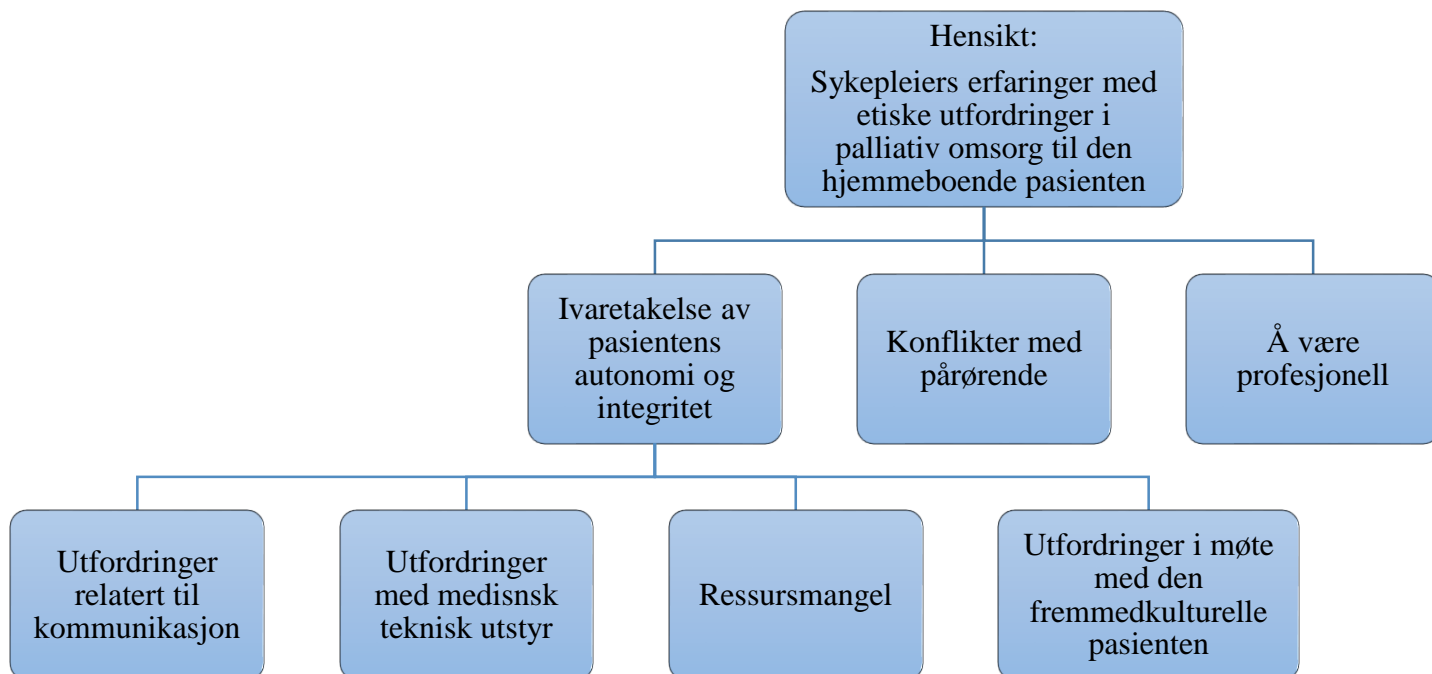 Hensikt:
Sykepleiers erfaringer med
etiske utfordringer i
palliativ omsorg til den
hjemmeboende pasienten
Ivaretakelse av
pasientens
autonomi og
integritet
Konflikter med
pårørende
Å være
profesjonell
Utfordringer
relatert til
kommunikasjon
Utfordringer
med medisnsk
teknisk utstyr
Ressursmangel
Utfordringer i møte
med den
fremmedkulturelle
pasienten